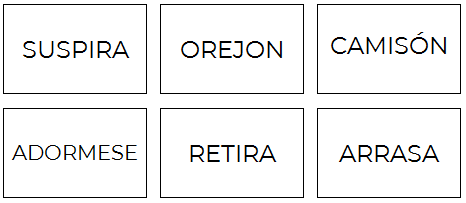 SUSPIRA
OREJON
CAMISÓN
ADORMESE
RETIRA
ARRASA